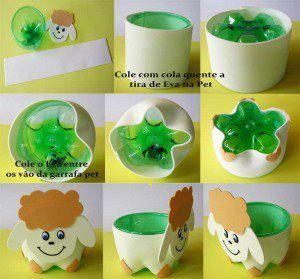 Cole com cola quente a
tira de Eva na Pet
Cole o Eva entre
os vão da garrafa pet